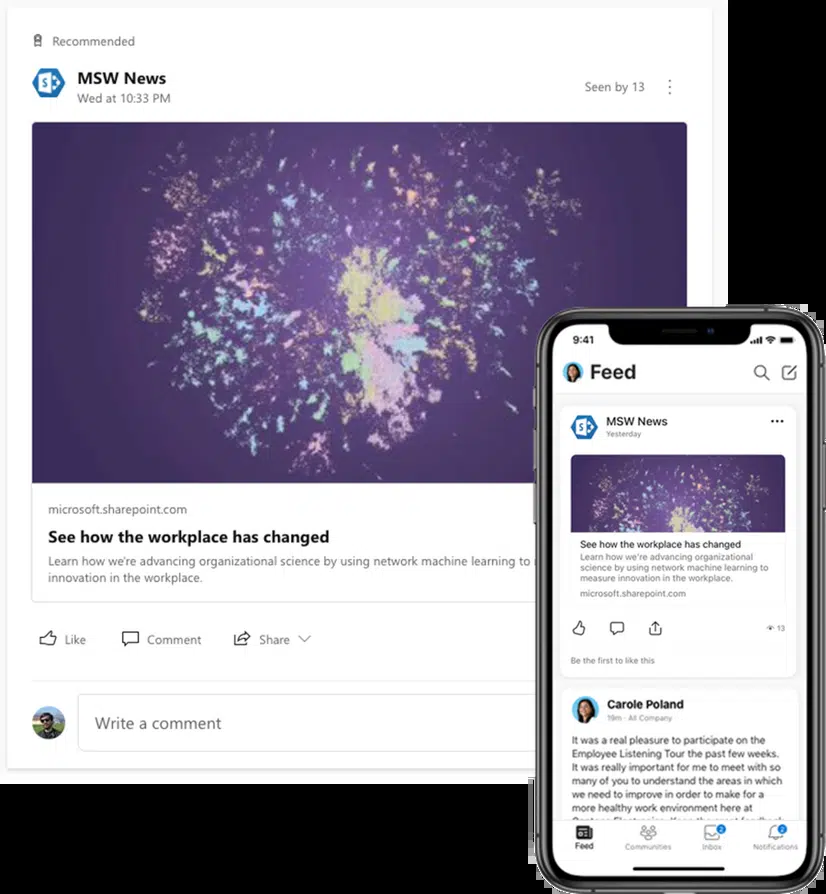 Recommended
MSW News
Wed at 10:33 PM
Seen by 13
microsoft.sharepoint.com
See how the workplace has changed
Learn how we're advancing organizational science by using network machine learning to
innovation in the workplace.
Like
Comment
Share
Write a comment
9:41
Feed
MSW News
Yesterday
See how the workplace has changed
Learn how we're advancing organizational
science by using network machine learning to
measure innovation in the workplace.
microsoft.sharepoint.com
13
Be the first to like this
Carole Poland
19m · All Company
It was a real pleasure to participate on the
Employee Listening Tour the past few weeks.
It was really important for me to meet with so
many of you to understand the areas in which
we need to improve in order to make for a
more healthy work environment here at
2
2
Feed
Communities
Inbox
Notifications